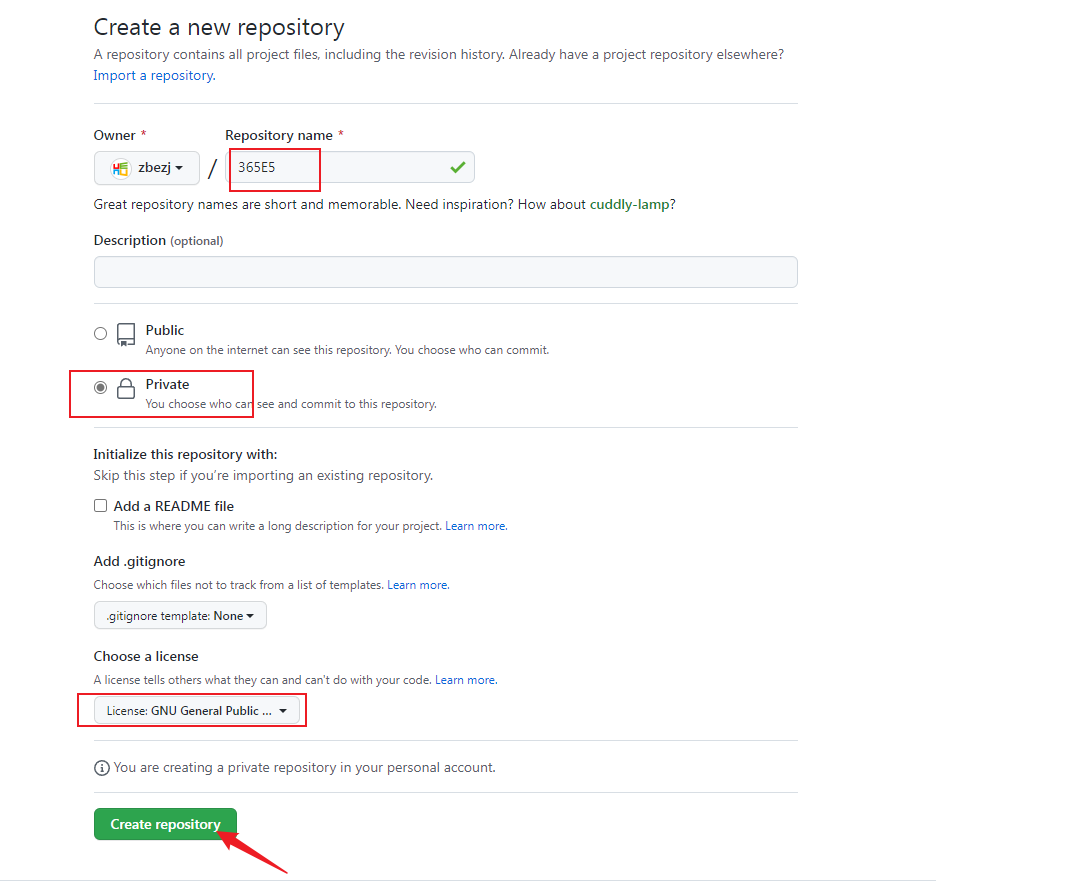 Create a new repository
A repository contains all project files, including the revision history. Already have a project repository elsewhere?
Import a repository.
Owner *
Repository name *
zbezj
/
365E5
Great repository names are short and memorable. Need inspiration? How about cuddly-lamp?
Description (optional)
Public
Anyone on the internet can see this repository. You choose who can commit.
Private
You choose who can see and commit to this repository.
Initialize this repository with:
Skip this step if you're importing an existing repository.
Add a README file
This is where you can write a long description for your project. Learn more.
Add .gitignore
Choose which files not to track from a list of templates. Learn more.
.gitignore template: None
Choose a license
A license tells others what they can and can't do with your code. Learn more.
License: GNU General Public ...
You are creating a private repository in your personal account.
Create repository